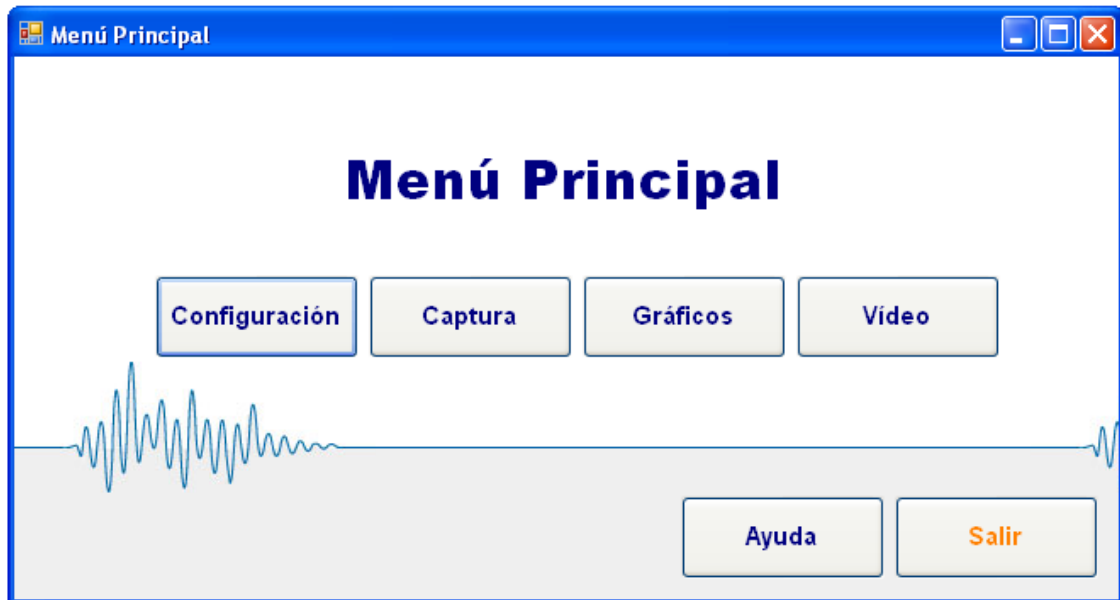 Menú Principal
Menú Principal
Configuración
Captura
Gráficos
Vídeo
Ayuda
Salir